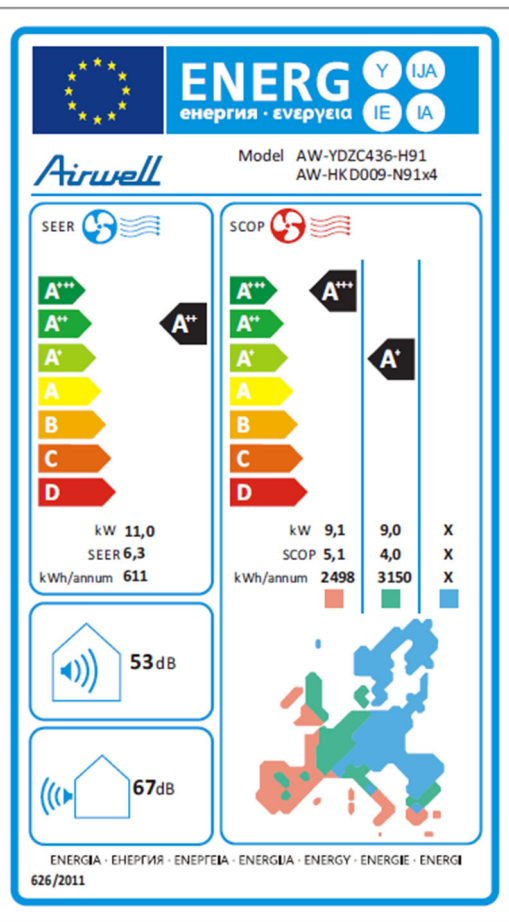 ENERG
енергия · ενεργεια
Y
IJA
IE
IA
Airwell
Model AW-YDZC436-H91
AW-HKD009-N91x4
SEER
A+++
A++
A+
A
B
C
D
A++
kW 11,0
SEER 6,3
kWh/annum 611
SCOP
A+++
A++
A+
A
B
C
D
A+++
A+
kW 9,1 9,0 X
SCOP 5,1 4,0 X
kWh/annum 2498 3150 X
53dB
67dB
ENERGIA · ЕНЕРГИЯ · ΕΝΕΡΓΕΙΑ · ENERGIJA · ENERGY · ENERGIE · ENERGI
626/2011